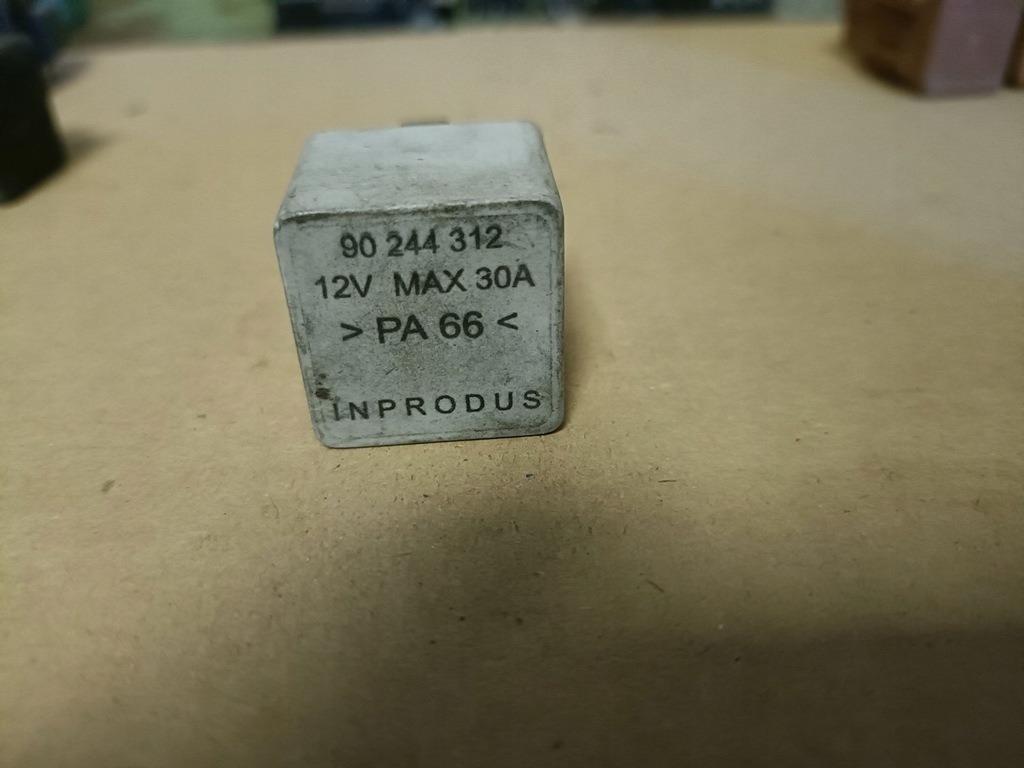 90 244 312
12V MAX 30A
> PA 66 <
INPRODUS